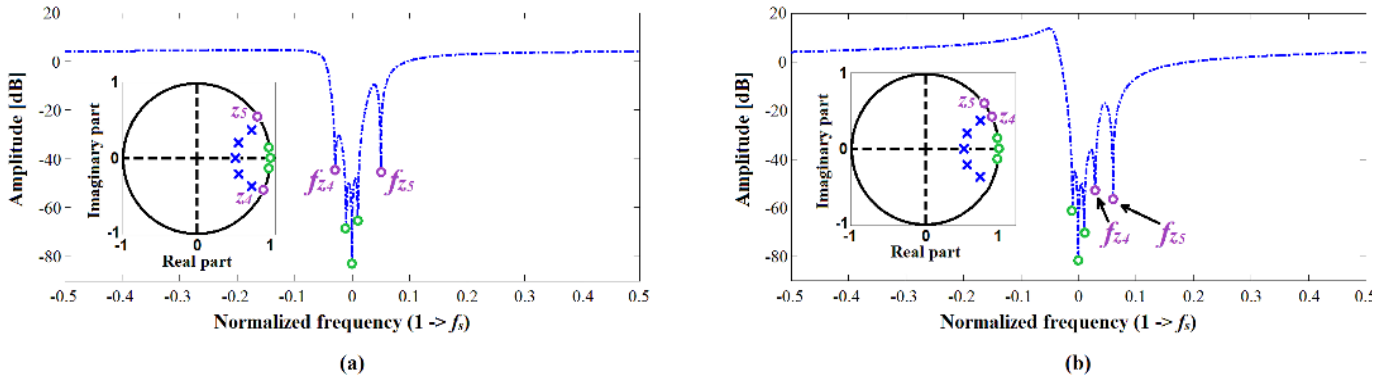 20
0
-20
-40
-60
-80
Amplitude [dB]
-0.5 -0.4 -0.3 -0.2 -0.1 0 0.1 0.2 0.3 0.4 0.5
Normalized frequency (1 -> fs)
1
0
-1
Imaginary part
-1 0 1
Real part
z5
z4
fz4
fz5
(a)
20
0
-20
-40
-60
-80
Amplitude [dB]
-0.5 -0.4 -0.3 -0.2 -0.1 0 0.1 0.2 0.3 0.4 0.5
Normalized frequency (1 -> fs)
1
0
-1
Imaginary part
-1 0 1
Real part
z5
z4
fz4
fz5
(b)